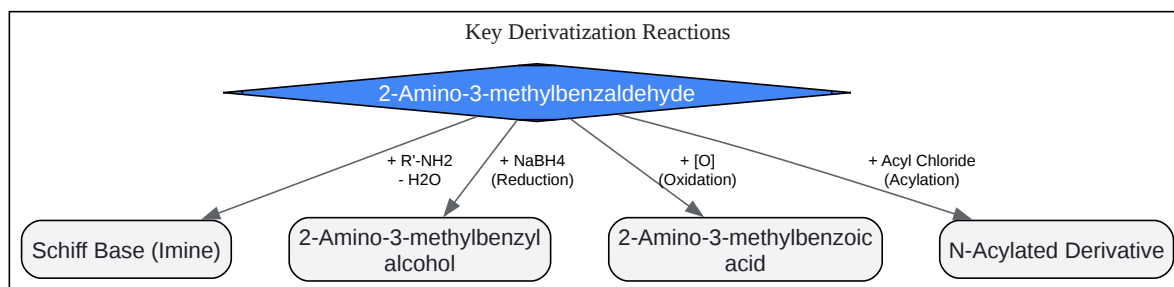 Key Derivatization Reactions
2-Amino-3-methylbenzaldehyde
+ R'-NH2
- H2O
+ NaBH4
(Reduction)
+ [O]
(Oxidation)
+ Acyl Chloride
(Acylation)
Schiff Base (Imine)
2-Amino-3-methylbenzyl
alcohol
2-Amino-3-methylbenzoic
acid
N-Acylated Derivative